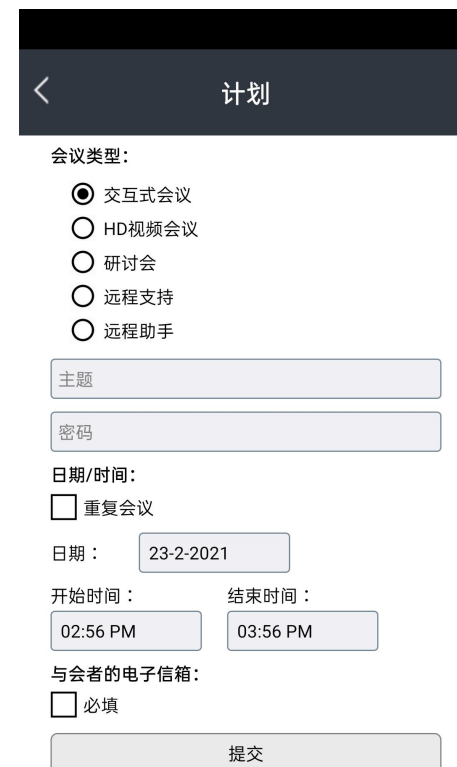 计划
会议类型：
交互式会议
HD视频会议
研讨会
远程支持
远程助手
主题
密码
日期/时间：
重复会议
日期： 23-2-2021
开始时间： 结束时间：
02:56 PM 03:56 PM
与会者的电子信箱：
必填
提交